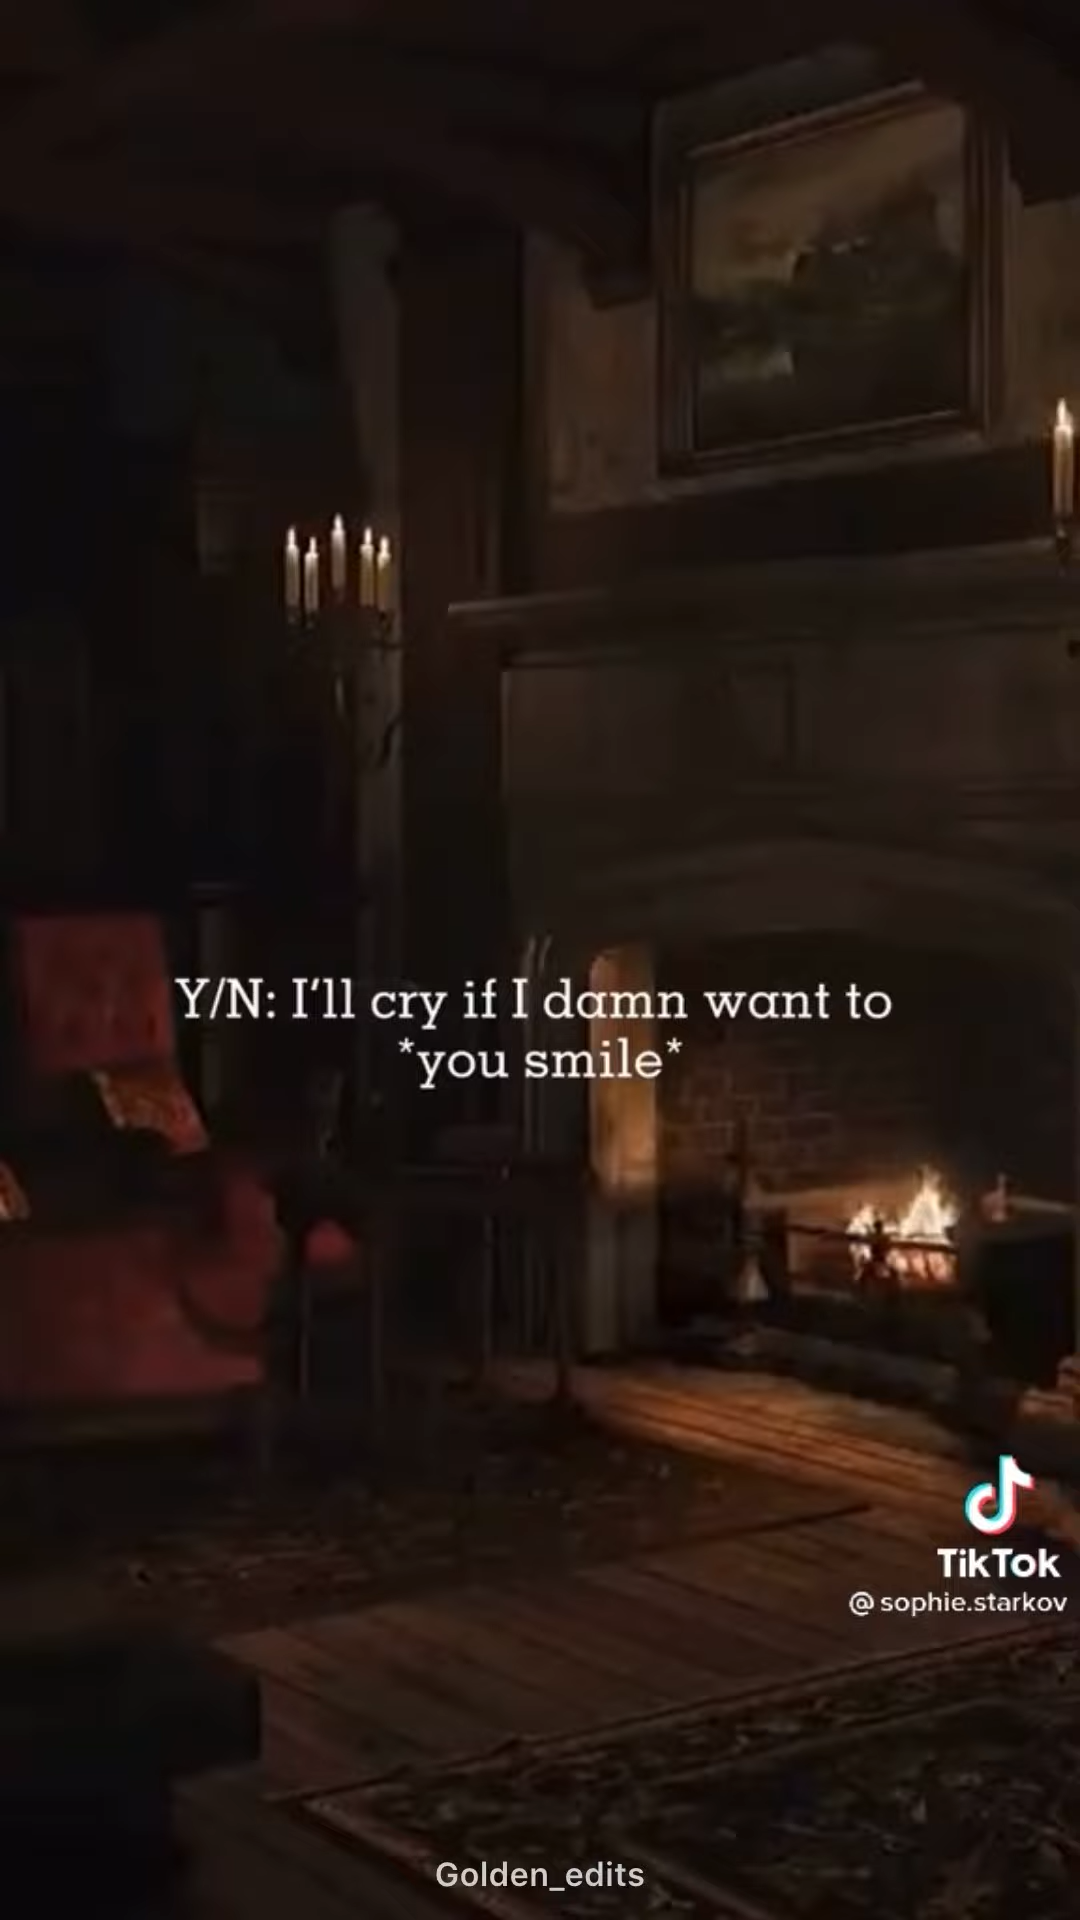 Y/N: I‘ll cry if I damn want to
*you smile*
TikTok
@sophie.starkov
Golden_edits